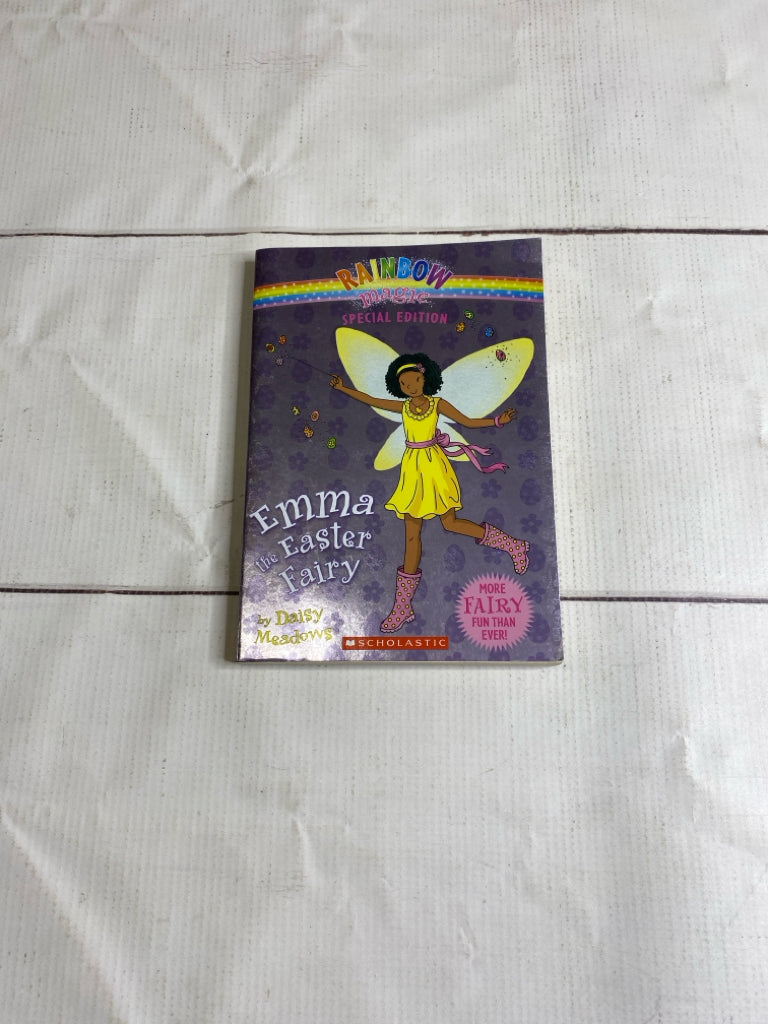 RAINBOW
magic
SPECIAL EDITION
Emma
the Easter
Fairy
by Daisy
Meadows
SCHOLASTIC
MORE
FAIRY
FUN THAN
EVER!